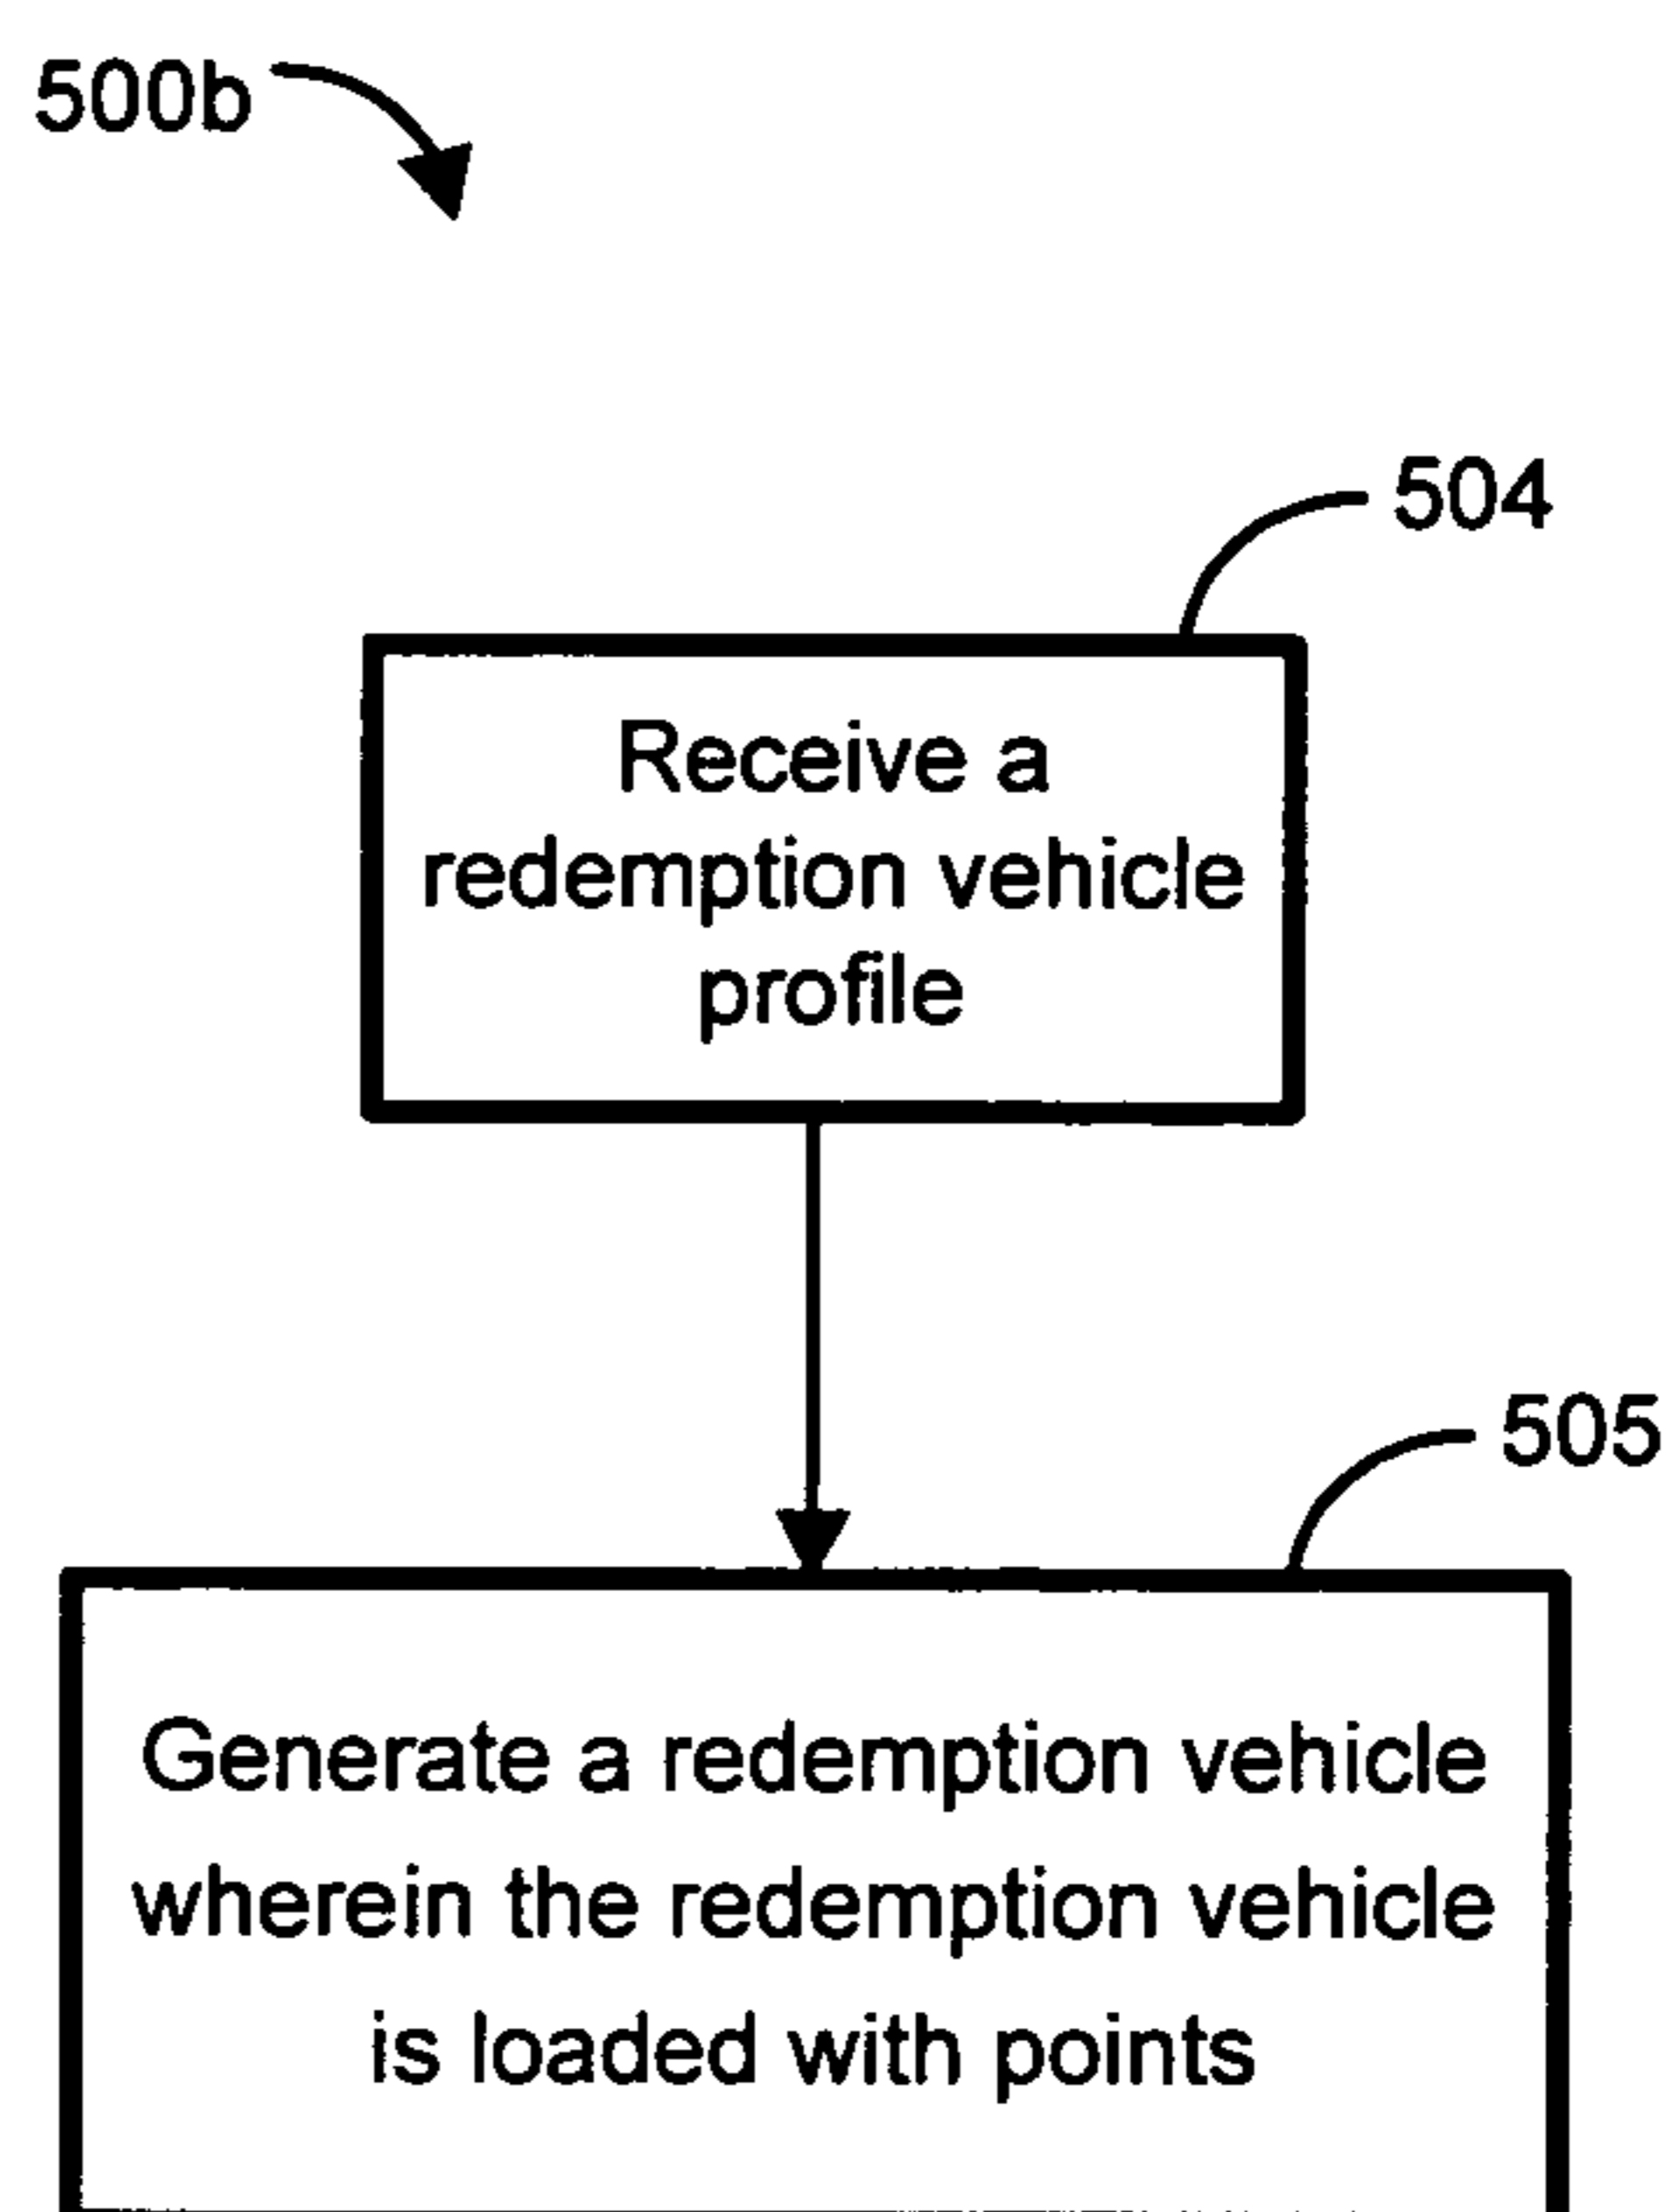 500b
504
Receive a
redemption vehicle
profile
505
Generate a redemption vehicle
wherein the redemption vehicle
is loaded with points